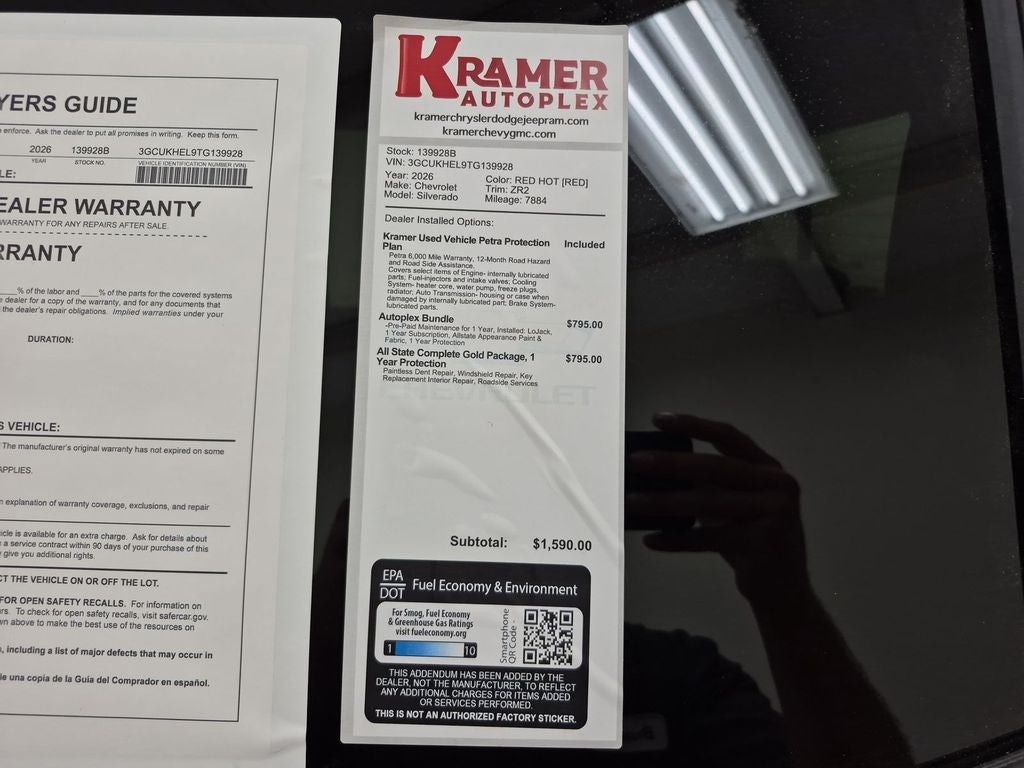 YERS GUIDE
enforce. Ask the dealer to put all promises in writing. Keep this form.
2026 139928B 3GCUKHEL9TG139928
YEAR STOCK NO. VEHICLE IDENTIFICATION NUMBER (VIN)
LE:
EALER WARRANTY
WARRANTY FOR ANY REPAIRS AFTER SALE.
RRANTY
% of the labor and % of the parts for the covered systems
dealer for a copy of the warranty, and for any documents that
the dealer's repair obligations. Implied warranties under your
DURATION:
S VEHICLE:
The manufacturer's original warranty has not expired on some
APPLIES.
explanation of warranty coverage, exclusions, and repair
icle is available for an extra charge. Ask for details about
a service contract within 90 days of your purchase of this
give you additional rights.
CT THE VEHICLE ON OR OFF THE LOT.
FOR OPEN SAFETY RECALLS. For information on
rs. To check for open safety recalls, visit safercar.gov.
wn above to make the best use of the resources on
, including a list of major defects that may occur in
ie una copia de la Guía del Comprador en español.
KRAMER
AUTOPLEX
kramerchryslerdodgejeepram.com
kramerchevygmc.com
Stock: 139928B
VIN: 3GCUKHEL9TG139928
Year: 2026 Color: RED HOT [RED]
Make: Chevrolet Trim: ZR2
Model: Silverado Mileage: 7884
Dealer Installed Options:
Kramer Used Vehicle Petra Protection Included
Plan
Petra 6,000 Mile Warranty, 12-Month Road Hazard
and Road Side Assistance.
Covers select items of Engine- internally lubricated
parts; Fuel-injectors and intake valves; Cooling
System- heater core, water pump, freeze plugs,
radiator; Auto Transmission- housing or case when
damaged by internally lubricated part; Brake System-
lubricated parts.
Autoplex Bundle $795.00
-Pre-Paid Maintenance for 1 Year, Installed: LoJack,
1 Year Subscription, Allstate Appearance Paint &
Fabric, 1 Year Protection
All State Complete Gold Package, 1 $795.00
Year Protection
Paintless Dent Repair, Windshield Repair, Key
Replacement Interior Repair, Roadside Services
CHEVROLET
Subtotal: $1,590.00
EPA
DOT Fuel Economy & Environment
For Smog, Fuel Economy
& Greenhouse Gas Ratings
visit fueleconomy.org
1 10
Smartphone
QR Code -
THIS ADDENDUM HAS BEEN ADDED BY THE
DEALER, NOT THE MANUFACTURER, TO REFLECT
ANY ADDITIONAL CHARGES FOR ITEMS ADDED
OR SERVICES PERFORMED.
THIS IS NOT AN AUTHORIZED FACTORY STICKER.